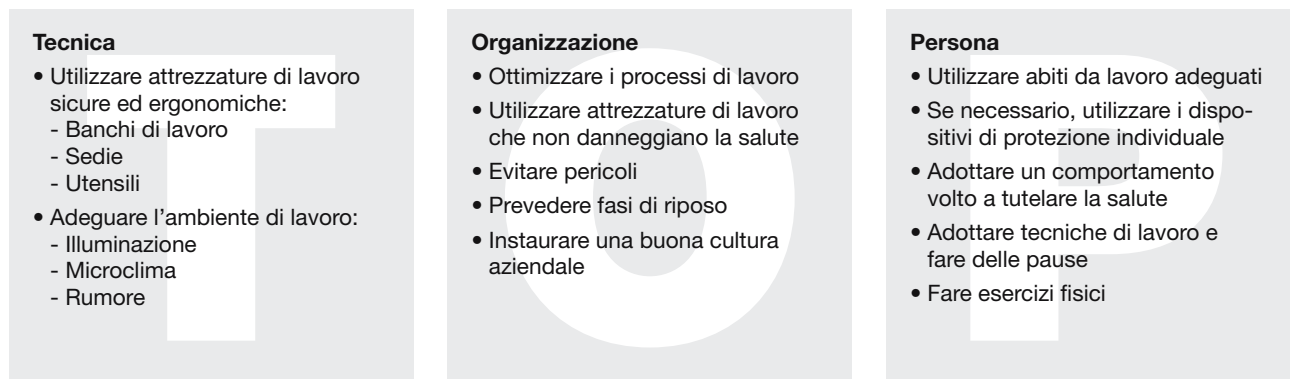 Tecnica
• Utilizzare attrezzature di lavoro
sicure ed ergonomiche:
- Banchi di lavoro
- Sedie
- Utensili
• Adeguare l’ambiente di lavoro:
- Illuminazione
- Microclima
- Rumore
T
Organizzazione
• Ottimizzare i processi di lavoro
• Utilizzare attrezzature di lavoro
che non danneggiano la salute
• Evitare pericoli
• Prevedere fasi di riposo
• Instaurare una buona cultura
aziendale
O
Persona
• Utilizzare abiti da lavoro adeguati
• Se necessario, utilizzare i dispo-
sitivi di protezione individuale
• Adottare un comportamento
volto a tutelare la salute
• Adottare tecniche di lavoro e
fare delle pause
• Fare esercizi fisici
P